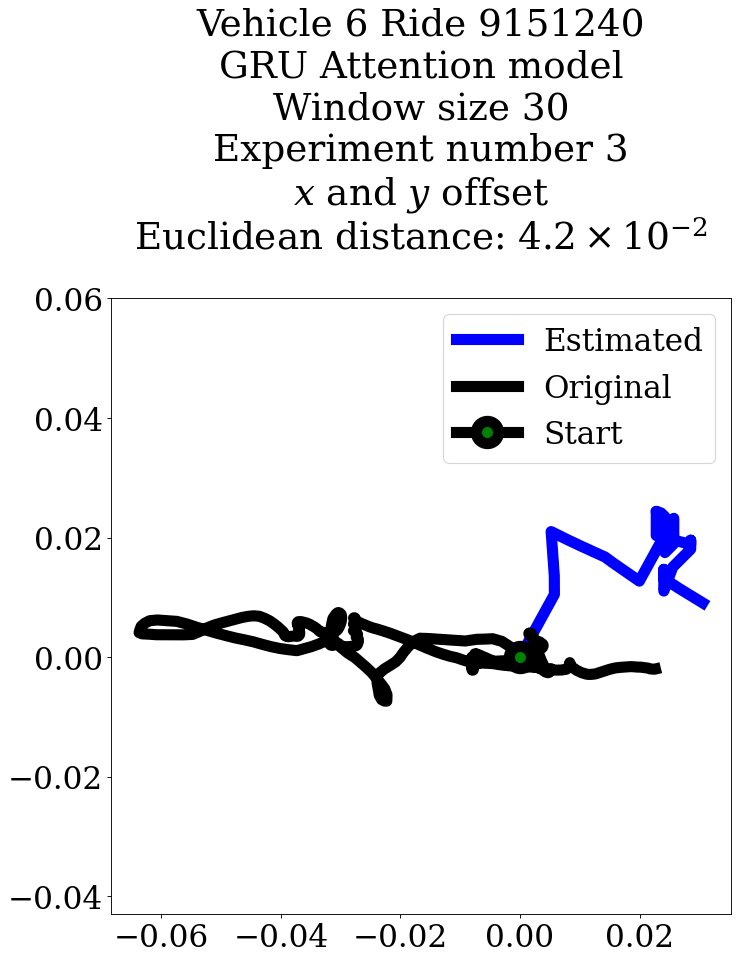 Vehicle 6 Ride 9151240
GRU Attention model
Window size 30
Experiment number 3
x and y offset
Euclidean distance: 4.2 × 10⁻²
0.06
Estimated
Original
0.04
Start
0.02
0.00
−0.02
−0.04
−0.06 −0.04 −0.02 0.00 0.02